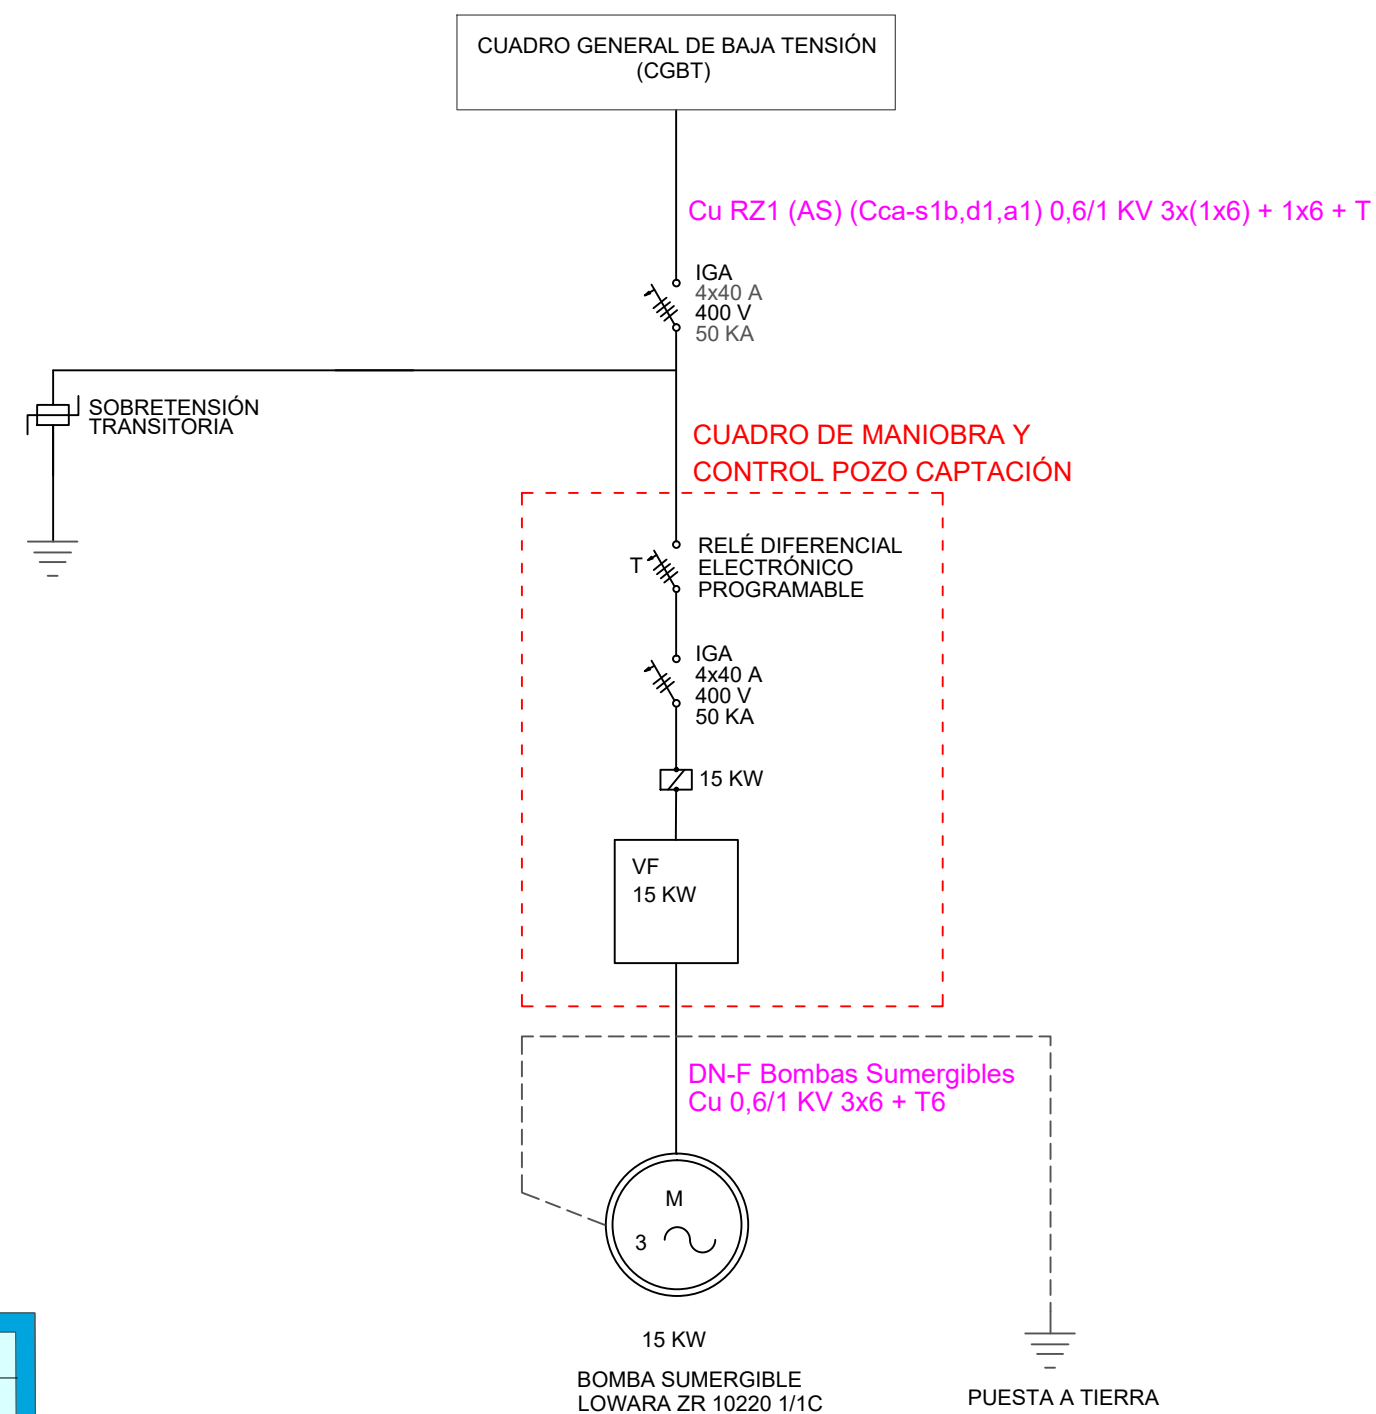 CUADRO GENERAL DE BAJA TENSIÓN
(CGBT)
Cu RZ1 (AS) (Cca-s1b,d1,a1) 0,6/1 KV 3x(1x6) + 1x6 + T
IGA
4x40 A
400 V
50 KA
SOBRETENSIÓN
TRANSITORIA
CUADRO DE MANIOBRA Y
CONTROL POZO CAPTACIÓN
T
RELÉ DIFERENCIAL
ELECTRÓNICO
PROGRAMABLE
IGA
4x40 A
400 V
50 KA
15 KW
VF
15 KW
DN-F Bombas Sumergibles
Cu 0,6/1 KV 3x6 + T6
M
3
15 KW
BOMBA SUMERGIBLE
LOWARA ZR 10220 1/1C
PUESTA A TIERRA